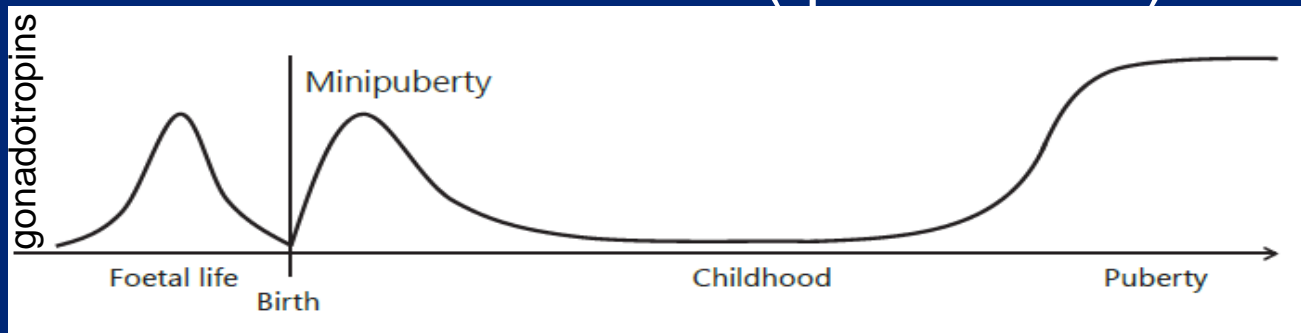 gonadotropins
Minipuberty
Foetal life
Birth
Childhood
Puberty